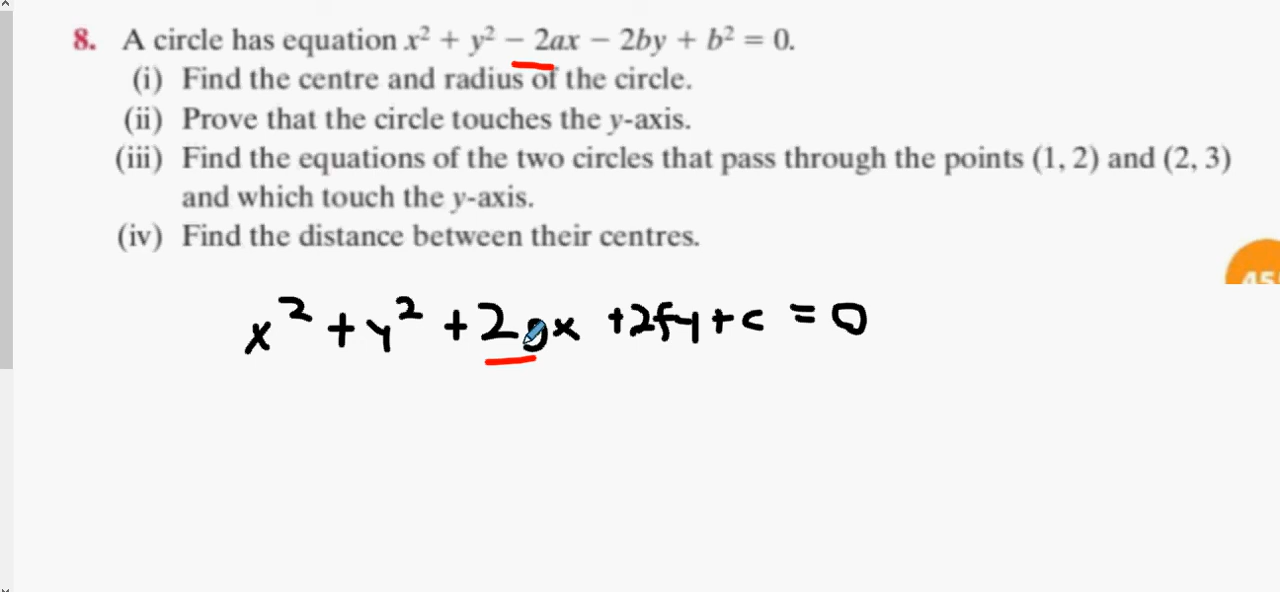 8. A circle has equation x² + y² − 2ax − 2by + b² = 0.
(i) Find the centre and radius of the circle.
(ii) Prove that the circle touches the y-axis.
(iii) Find the equations of the two circles that pass through the points (1, 2) and (2, 3)
and which touch the y-axis.
(iv) Find the distance between their centres.
45
x² + y² + 2gx + 2fy + c = 0